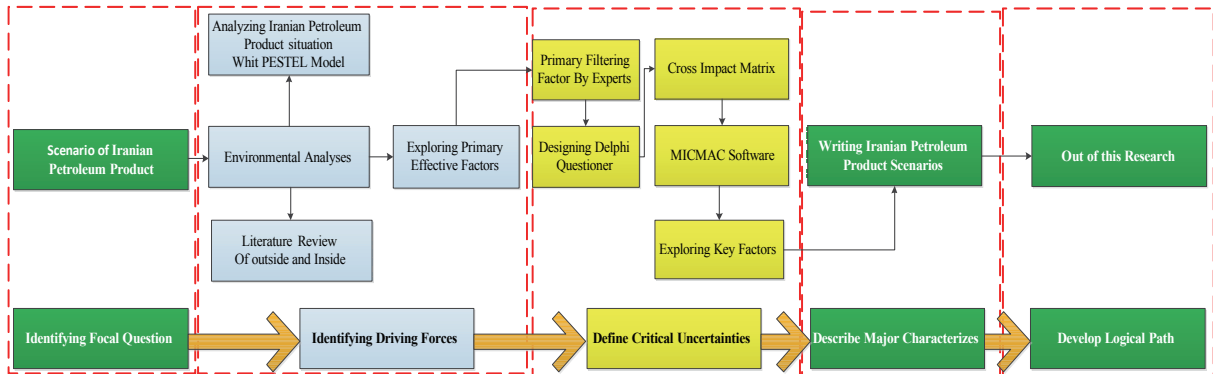 Analyzing Iranian Petroleum
Product situation
Whit PESTEL Model
Scenario of Iranian
Petroleum Product
Environmental Analyses
Literature Review
Of outside and Inside
Exploring Primary
Effective Factors
Primary Filtering
Factor By Experts
Designing Delphi
Questioner
Cross Impact Matrix
MICMAC Software
Exploring Key Factors
Writing Iranian Petroleum
Product Scenarios
Out of this Research
Identifying Focal Question
Identifying Driving Forces
Define Critical Uncertainties
Describe Major Characterizes
Develop Logical Path